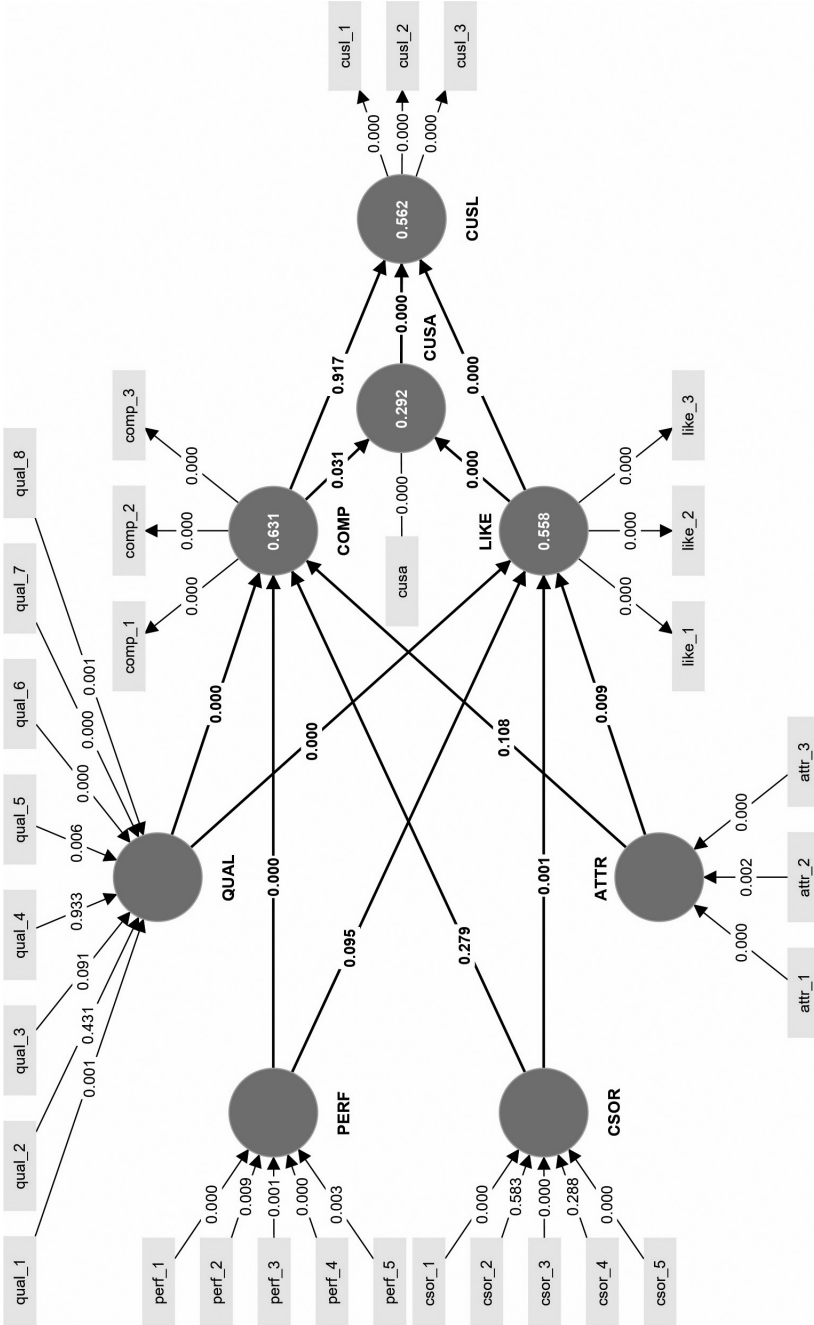 qual_1
qual_2
qual_3
qual_4
qual_5
qual_6
qual_7
qual_8
0.001
0.431
0.091
0.933
0.006
0.000
0.000
0.001
QUAL
perf_1
perf_2
perf_3
perf_4
perf_5
0.000
0.009
0.001
0.000
0.003
PERF
csor_1
csor_2
csor_3
csor_4
csor_5
0.000
0.583
0.000
0.288
0.000
CSOR
attr_1
attr_2
attr_3
0.000
0.002
0.000
ATTR
0.000
0.000
0.000
0.095
0.279
0.001
0.108
0.009
comp_1
comp_2
comp_3
0.000
0.000
0.000
0.631
COMP
like_1
like_2
like_3
0.000
0.000
0.000
0.558
LIKE
cusa
0.000
0.292
CUSA
0.031
0.000
0.917
0.000
0.000
0.562
CUSL
cusl_1
cusl_2
cusl_3
0.000
0.000
0.000